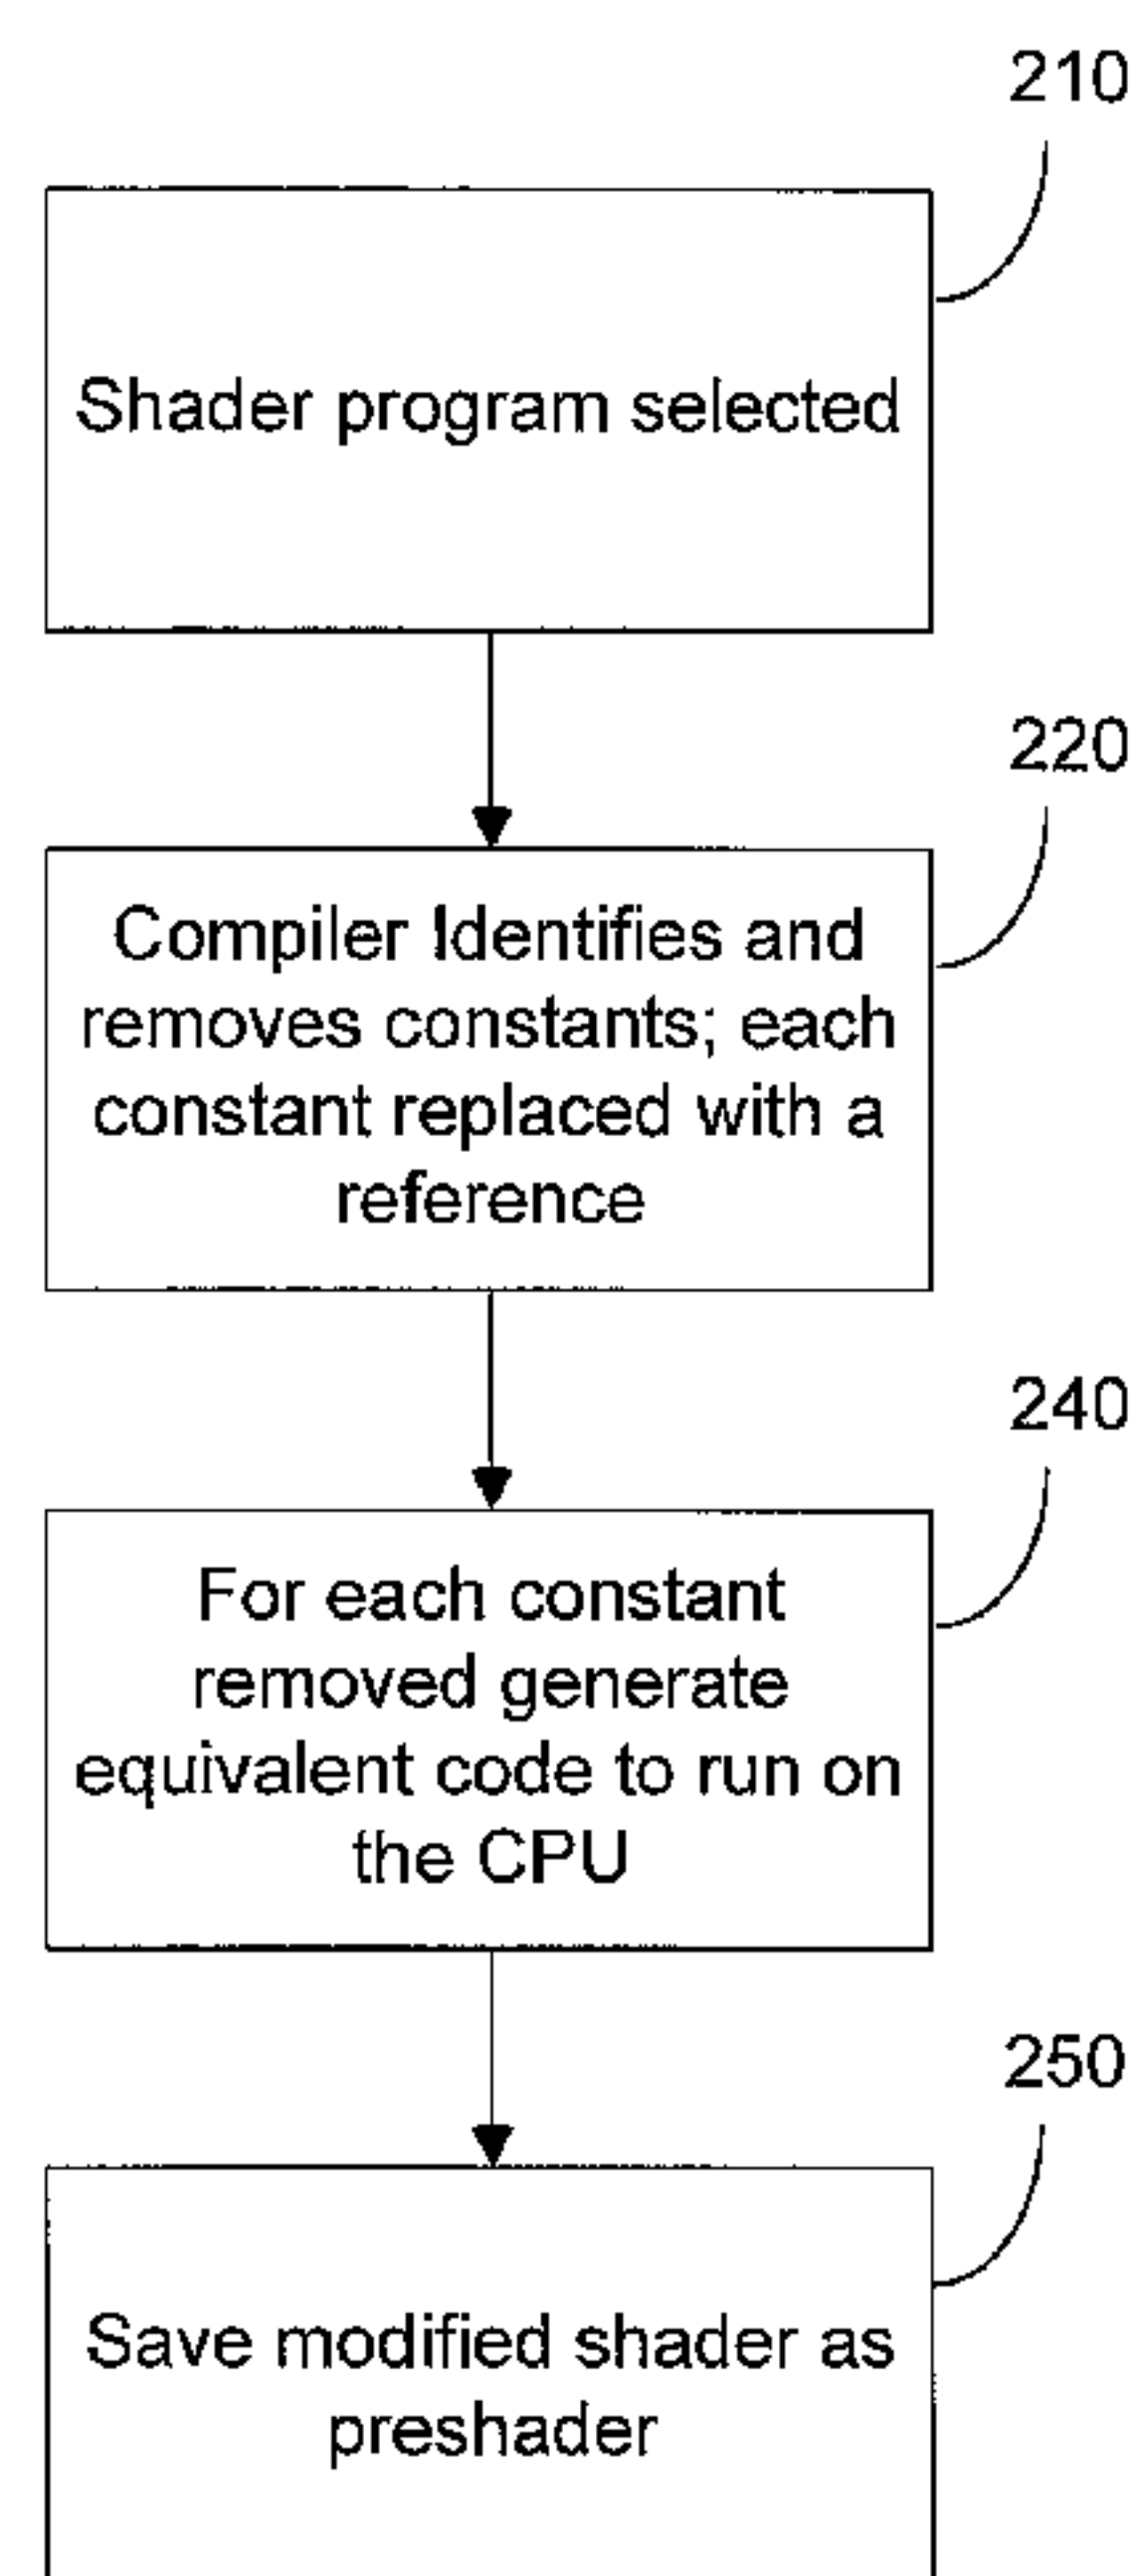 210
Shader program selected
220
Compiler Identifies and
removes constants; each
constant replaced with a
reference
240
For each constant
removed generate
equivalent code to run on
the CPU
250
Save modified shader as
preshader